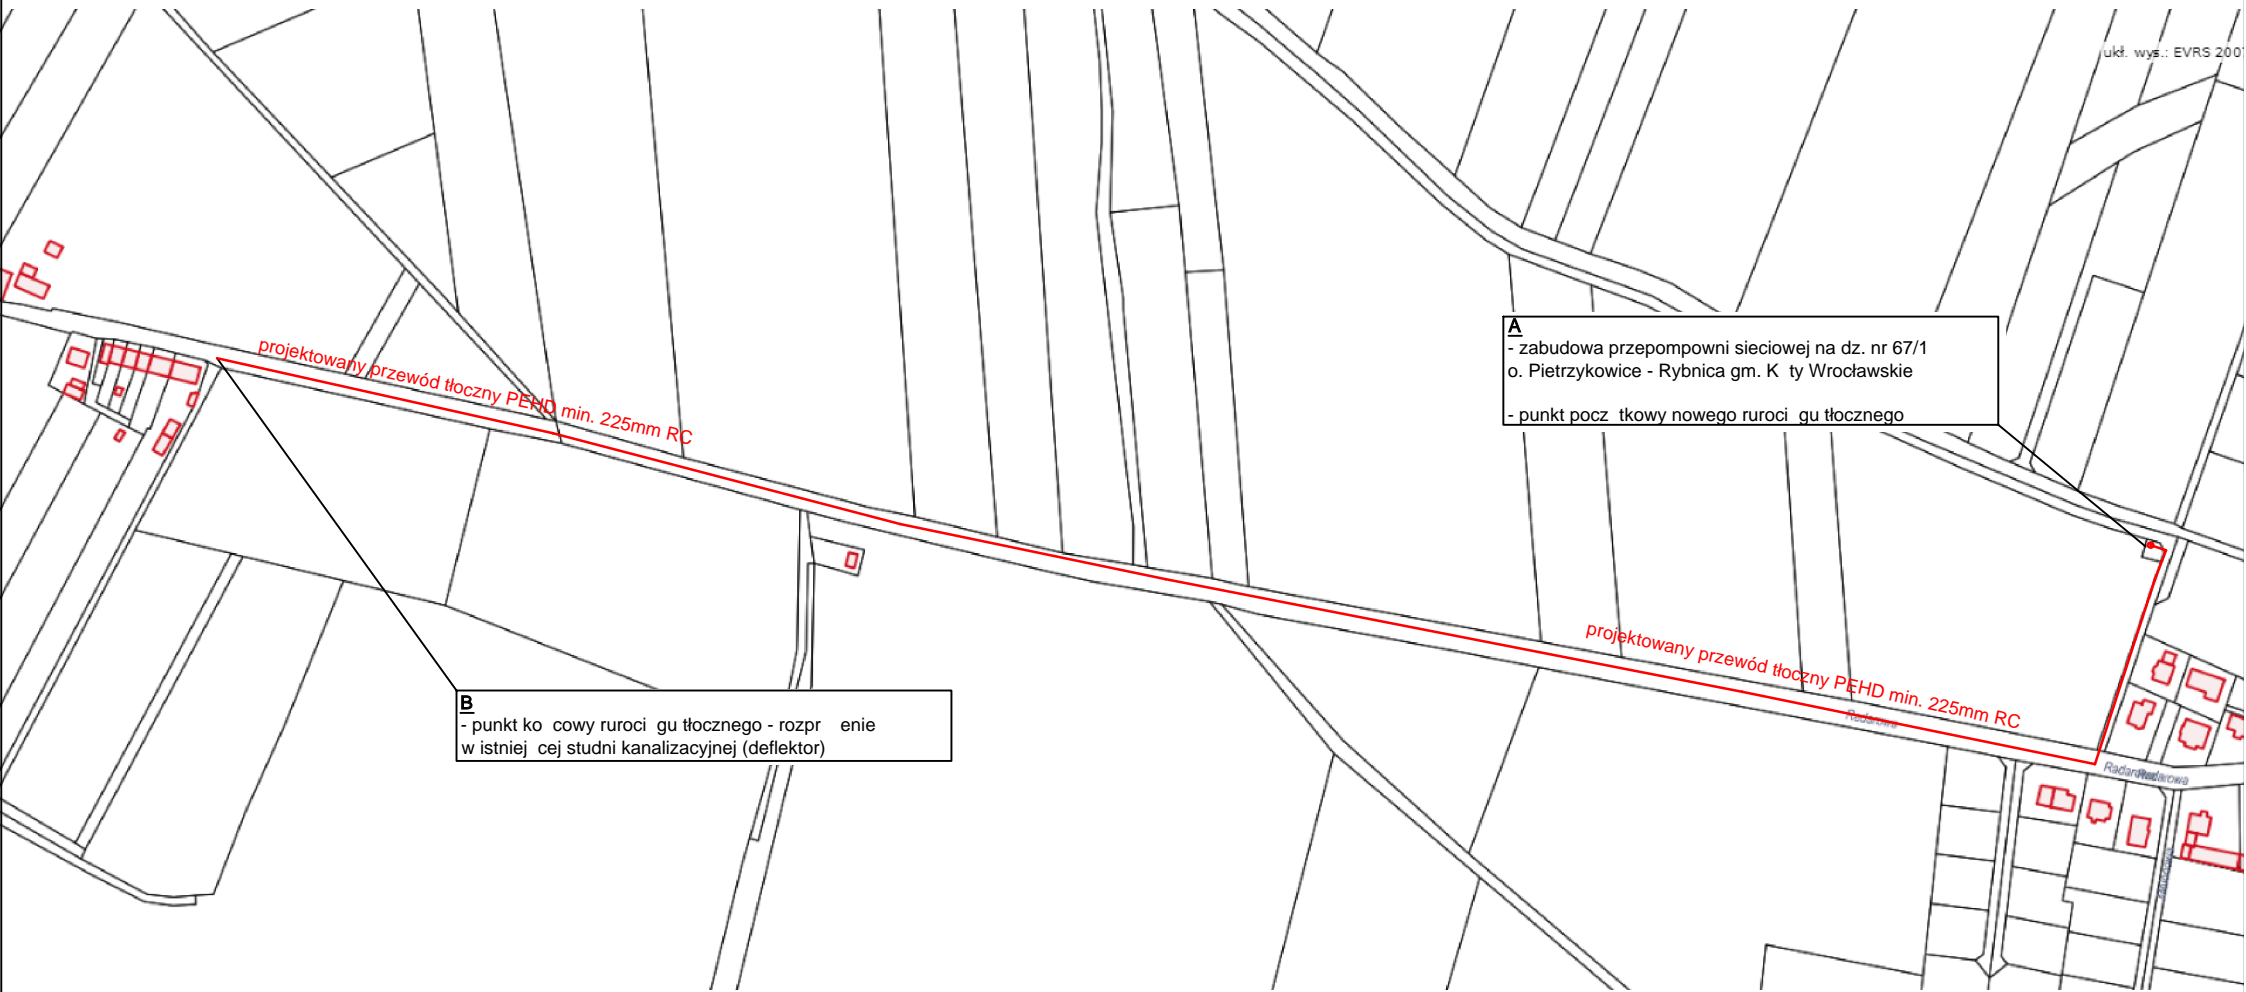 ukł. wys.: EVRS 2007
projektowany przewód tłoczny PEHD min. 225mm RC
A
- zabudowa przepompowni sieciowej na dz. nr 67/1
o. Pietrzykowice - Rybnica gm. K ty Wrocławskie
- punkt pocz tkowy nowego ruroci gu tłocznego
projektowany przewód tłoczny PEHD min. 225mm RC
Radarowa
B
- punkt ko cowy ruroci gu tłocznego - rozpr enie
w istniej cej studni kanalizacyjnej (deflektor)
Radarowa